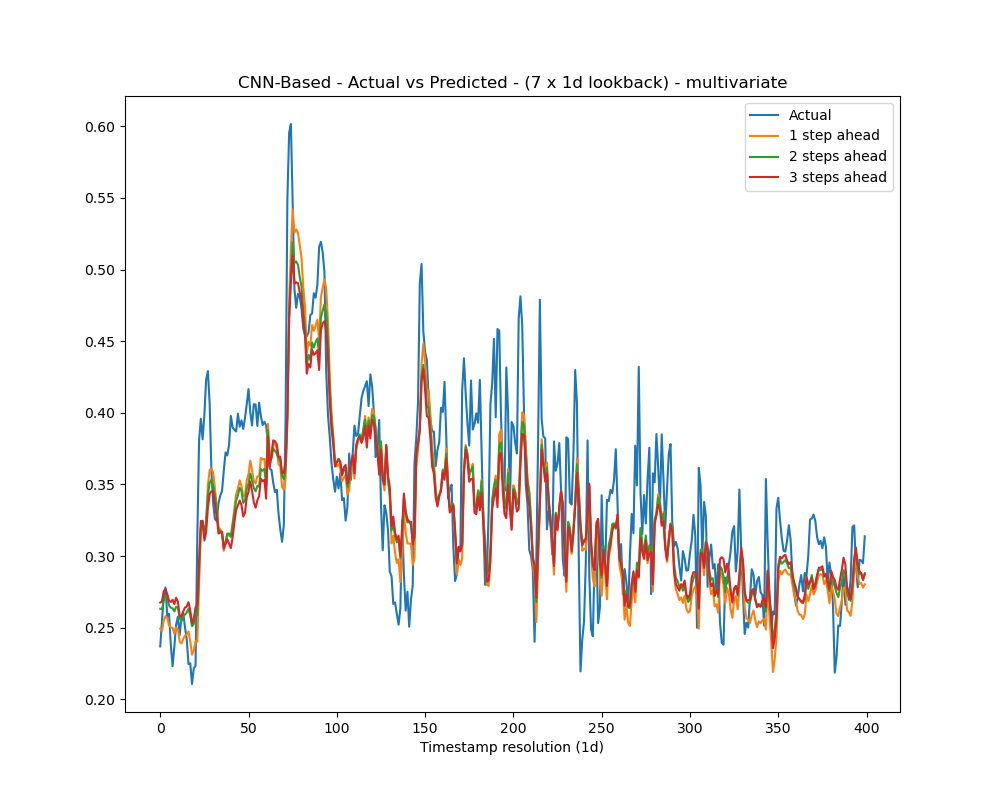 CNN-Based - Actual vs Predicted - (7 x 1d lookback) - multivariate
Actual
1 step ahead
2 steps ahead
3 steps ahead
0.60
0.55
0.50
0.45
0.40
0.35
0.30
0.25
0.20
0 50 100 150 200 250 300 350 400
Timestamp resolution (1d)